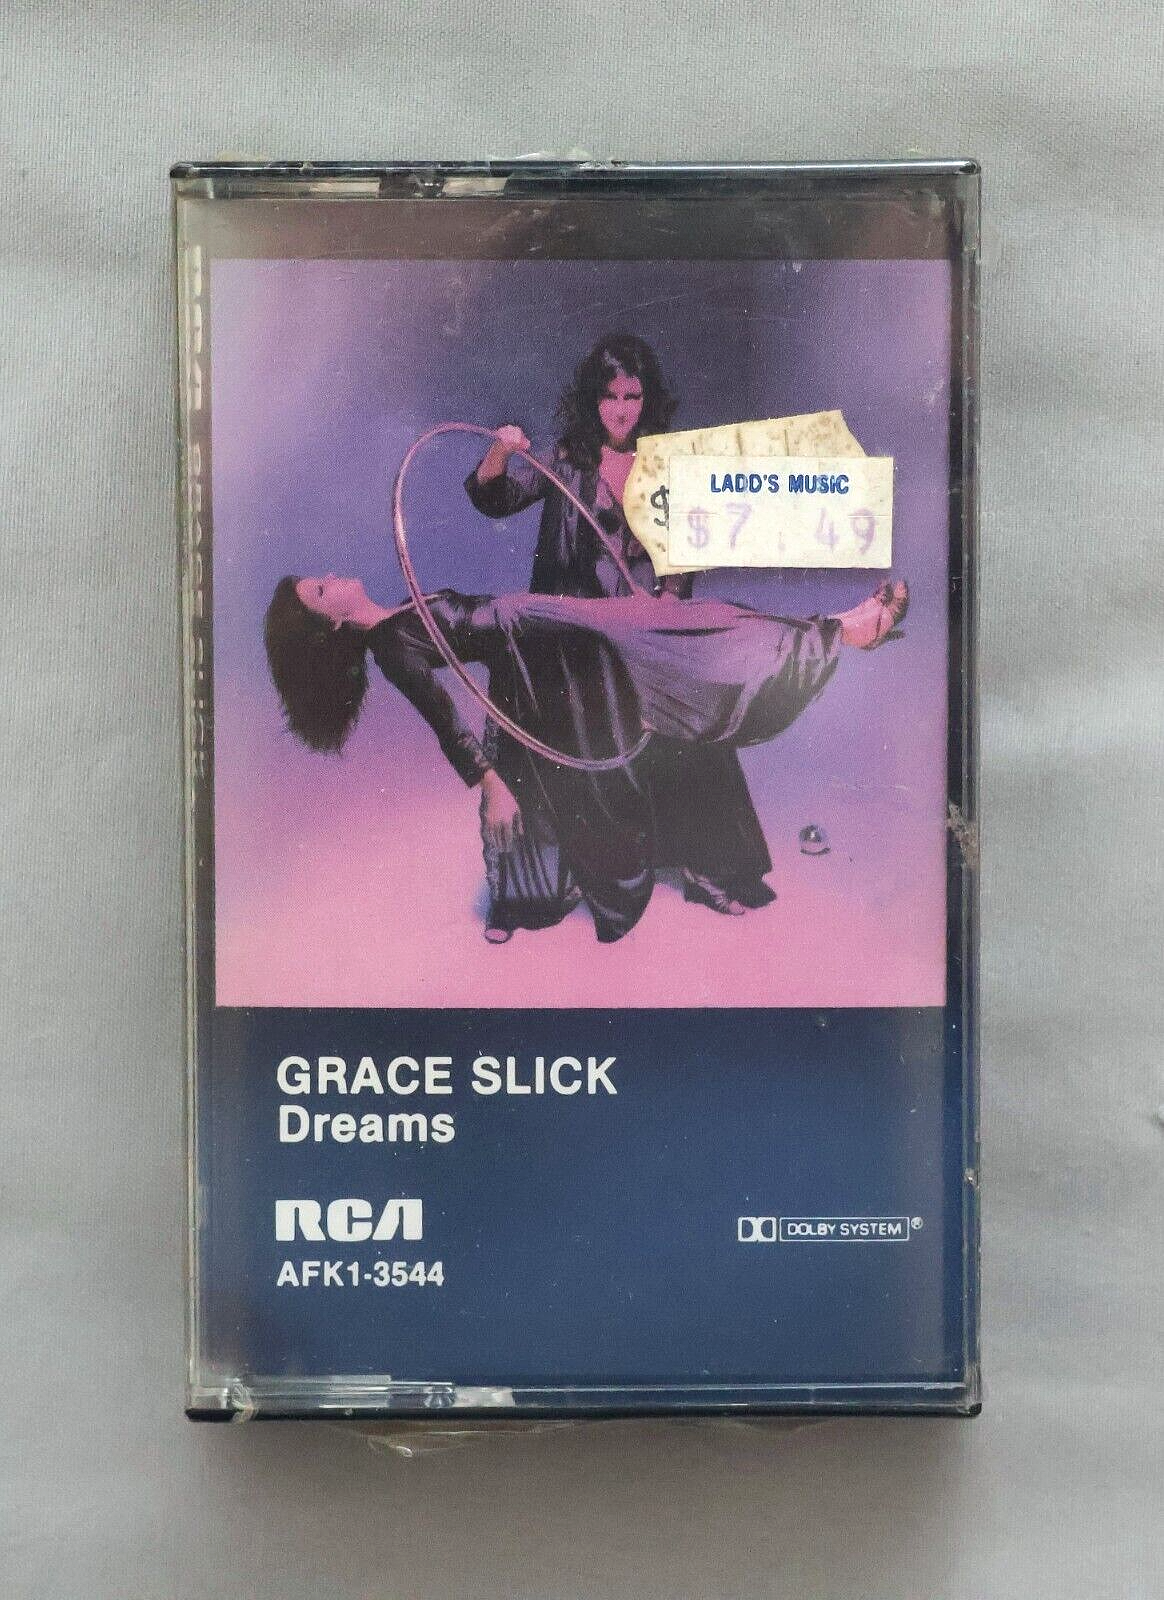 LADD'S MUSIC
$
$7.49
GRACE SLICK
Dreams
RCA
DOLBY SYSTEM®
AFK1-3544